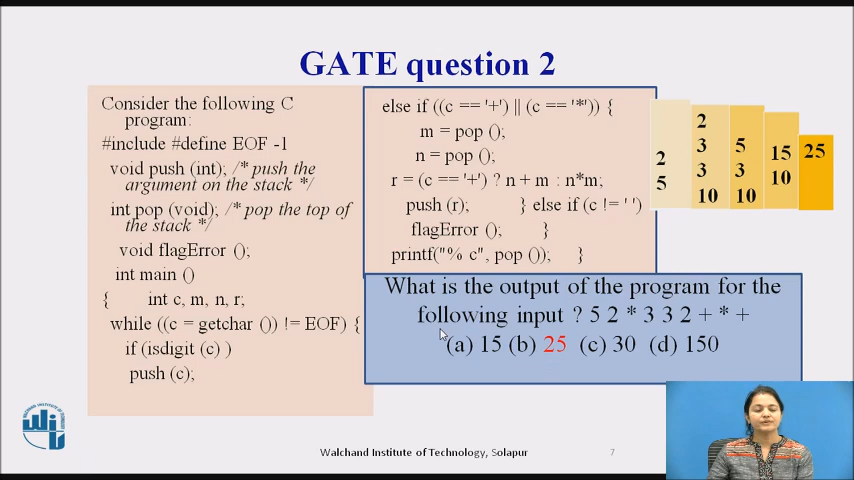 GATE question 2
Consider the following C
program:
#include #define EOF -1
void push (int); /* push the
argument on the stack */
int pop (void); /* pop the top of
the stack */
void flagError ();
int main ()
{ int c, m, n, r;
while ((c = getchar ()) != EOF) {
if (isdigit (c) )
push (c);
else if ((c == '+') || (c == '*')) {
m = pop ();
n = pop ();
r = (c == '+') ? n + m : n*m;
push (r); } else if (c != ' ')
flagError (); }
printf("% c", pop ()); }
2
5
2
3
3
10
5
3
10
15
10
25
What is the output of the program for the
following input ? 5 2 * 3 3 2 + * +
(a) 15 (b) 25 (c) 30 (d) 150
Walchand Institute of Technology, Solapur
7